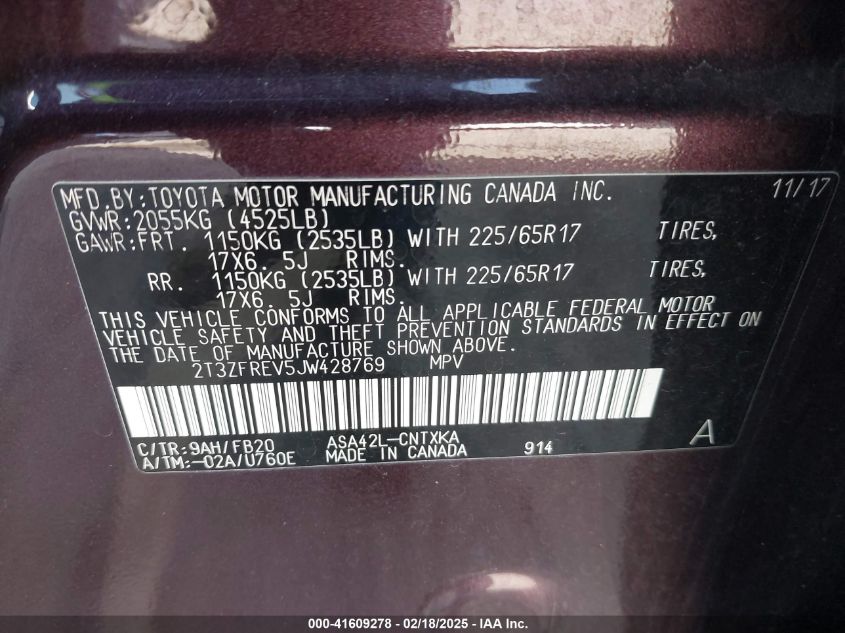 MFD.BY:TOYOTA MOTOR MANUFACTURING CANADA INC. 11/17
GVWR:2055KG (4525LB)
GAWR:FRT. 1150KG (2535LB) WITH 225/65R17 TIRES,
17X6. 5J RIMS.
RR. 1150KG (2535LB) WITH 225/65R17 TIRES,
17X6. 5J RIMS.
THIS VEHICLE CONFORMS TO ALL APPLICABLE FEDERAL MOTOR
VEHICLE SAFETY AND THEFT PREVENTION STANDARDS IN EFFECT ON
THE DATE OF MANUFACTURE SHOWN ABOVE.
2T3ZFREV5JW428769 MPV
C/TR:9AH/FB20 ASA42L-CNTXKA A
A/TM:-02A/U760E MADE IN CANADA 914
000-41609278 - 02/18/2025 - IAA Inc.